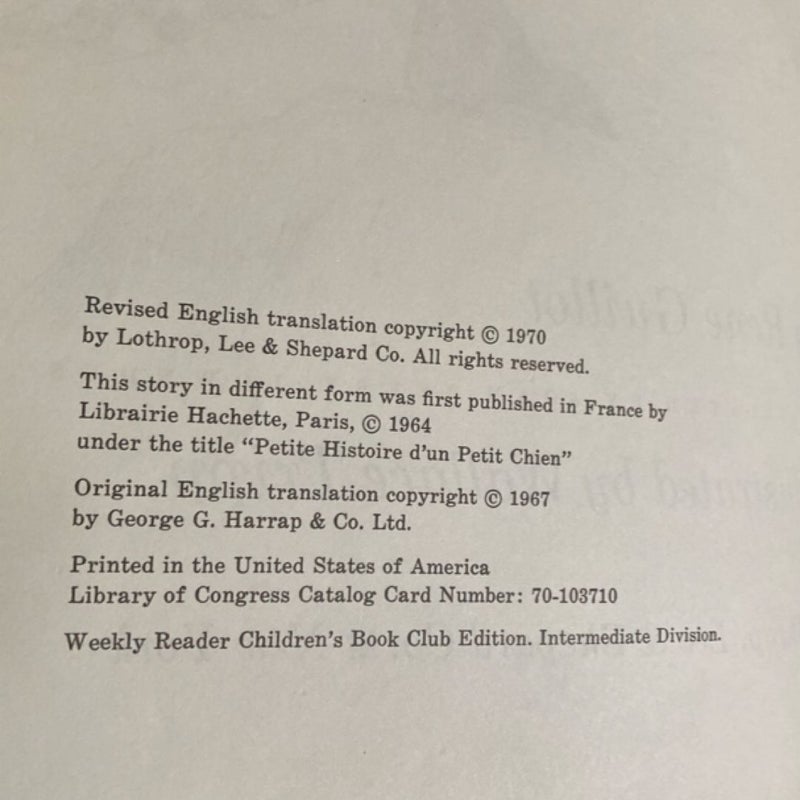 Revised English translation copyright © 1970
by Lothrop, Lee & Shepard Co. All rights reserved.
This story in different form was first published in France by
Librairie Hachette, Paris, © 1964
under the title “Petite Histoire d'un Petit Chien”
Original English translation copyright © 1967
by George G. Harrap & Co. Ltd.
Printed in the United States of America
Library of Congress Catalog Card Number: 70-103710
Weekly Reader Children's Book Club Edition. Intermediate Division.